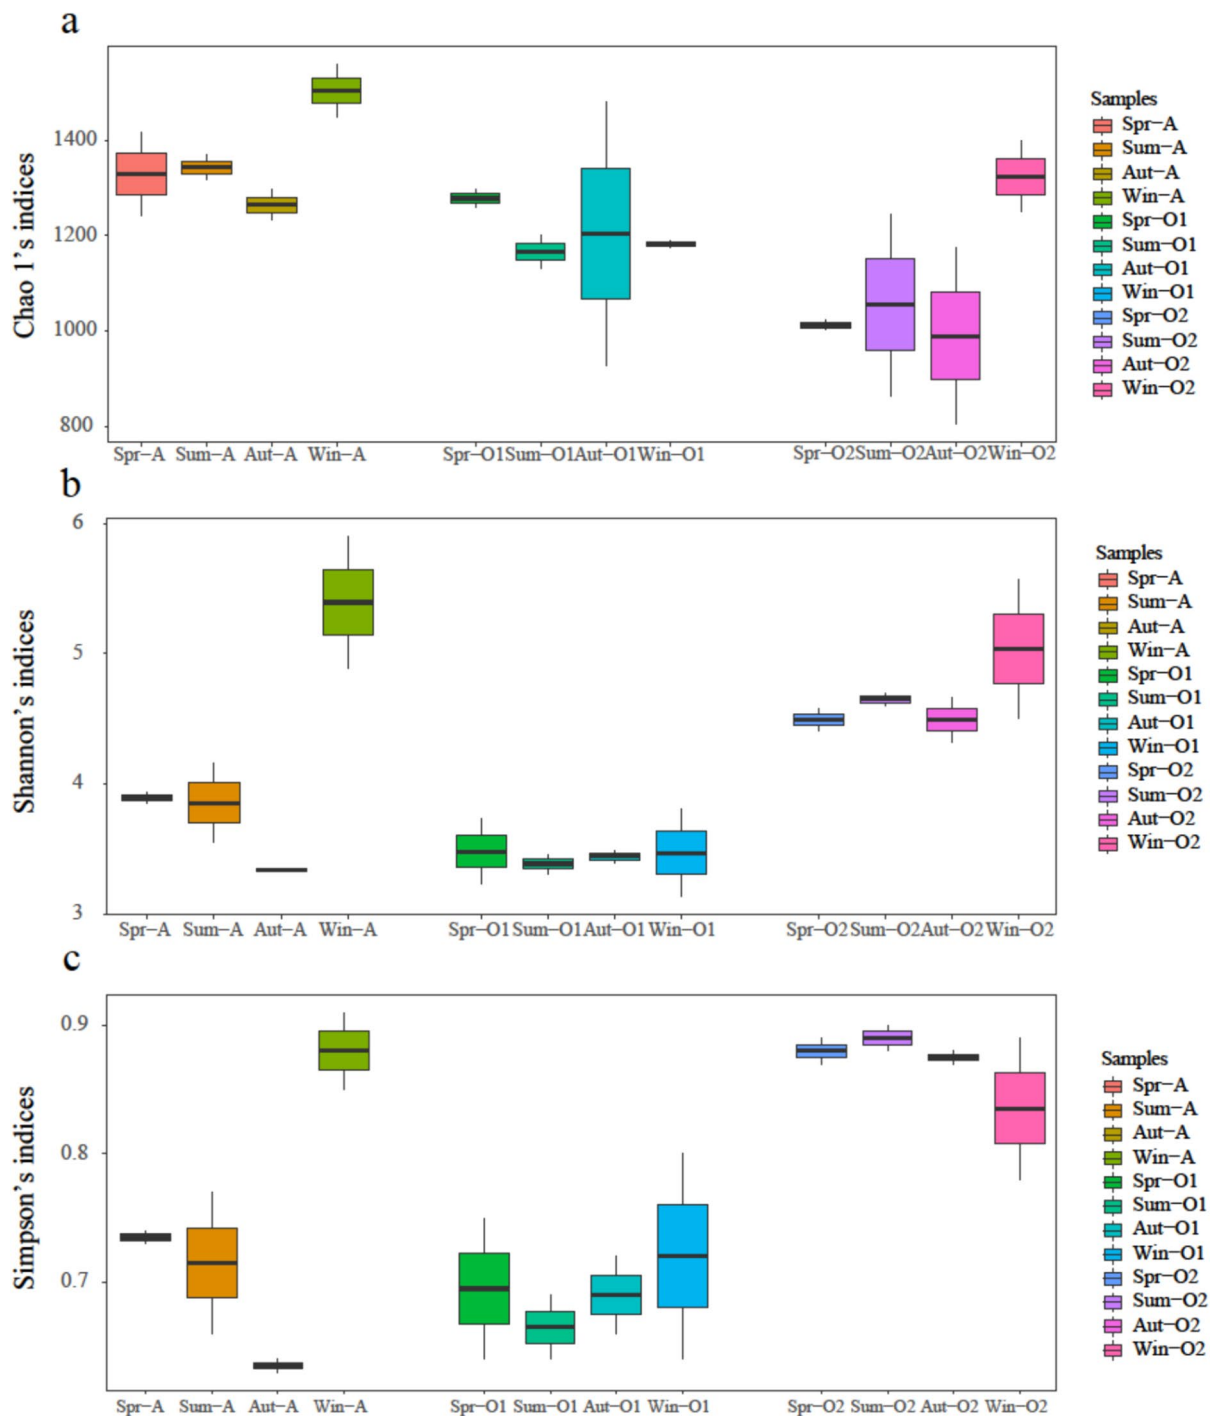 a
Chao 1's indices
1400
1200
1000
800
Spr-A Sum-A Aut-A Win-A Spr-O1 Sum-O1 Aut-O1 Win-O1 Spr-O2 Sum-O2 Aut-O2 Win-O2
Samples
Spr-A
Sum-A
Aut-A
Win-A
Spr-O1
Sum-O1
Aut-O1
Win-O1
Spr-O2
Sum-O2
Aut-O2
Win-O2
b
Shannon's indices
6
5
4
3
Spr-A Sum-A Aut-A Win-A Spr-O1 Sum-O1 Aut-O1 Win-O1 Spr-O2 Sum-O2 Aut-O2 Win-O2
Samples
Spr-A
Sum-A
Aut-A
Win-A
Spr-O1
Sum-O1
Aut-O1
Win-O1
Spr-O2
Sum-O2
Aut-O2
Win-O2
c
Simpson's indices
0.9
0.8
0.7
Spr-A Sum-A Aut-A Win-A Spr-O1 Sum-O1 Aut-O1 Win-O1 Spr-O2 Sum-O2 Aut-O2 Win-O2
Samples
Spr-A
Sum-A
Aut-A
Win-A
Spr-O1
Sum-O1
Aut-O1
Win-O1
Spr-O2
Sum-O2
Aut-O2
Win-O2